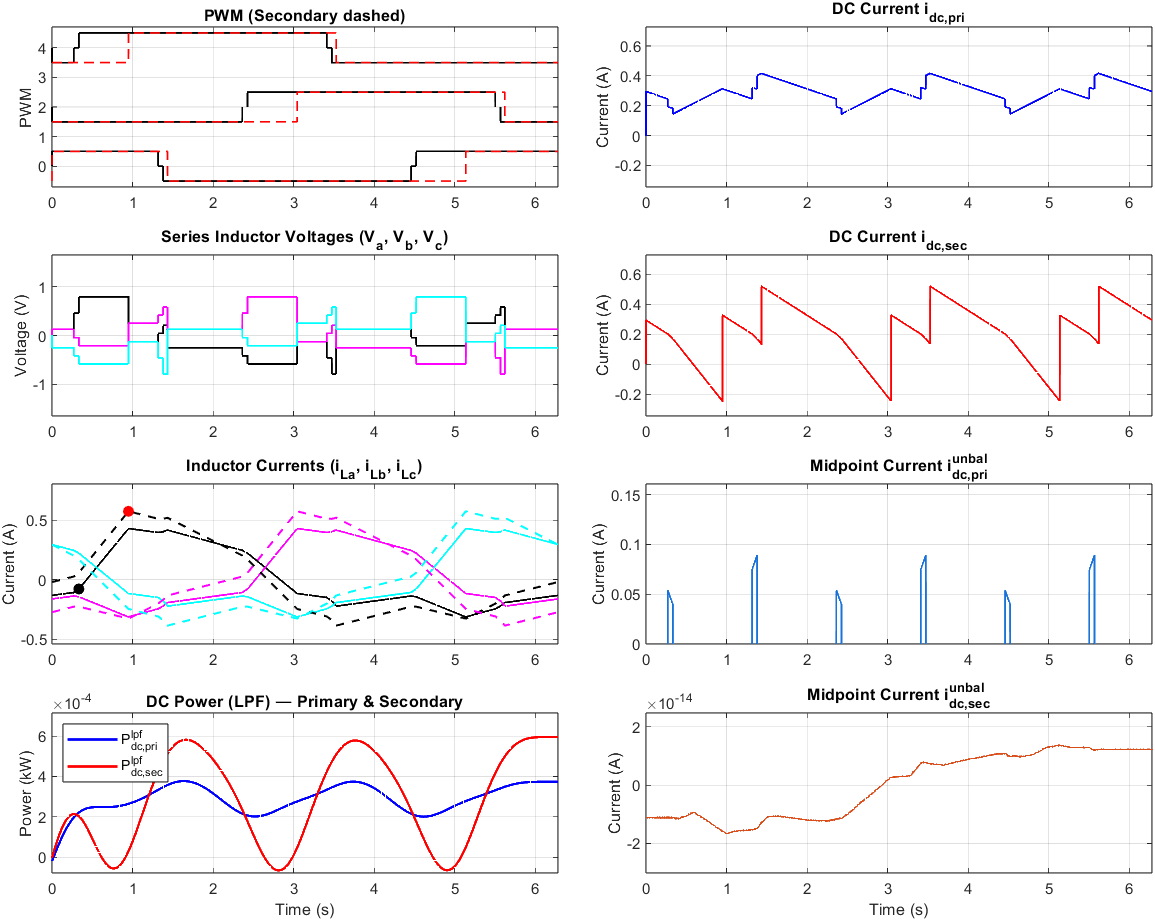 PWM (Secondary dashed)
PWM
4
3
2
1
0
0 1 2 3 4 5 6
DC Current i_dc,pri
Current (A)
0.6
0.4
0.2
0
-0.2
0 1 2 3 4 5 6
Series Inductor Voltages (V_a, V_b, V_c)
Voltage (V)
1
0
-1
0 1 2 3 4 5 6
DC Current i_dc,sec
Current (A)
0.6
0.4
0.2
0
-0.2
0 1 2 3 4 5 6
Inductor Currents (i_La, i_Lb, i_Lc)
Current (A)
0.5
0
-0.5
0 1 2 3 4 5 6
Midpoint Current i^unbal_dc,pri
Current (A)
0.15
0.1
0.05
0
0 1 2 3 4 5 6
DC Power (LPF) — Primary & Secondary
×10^-4
Power (kW)
6
4
2
0
P^lpf_dc,pri
P^lpf_dc,sec
0 1 2 3 4 5 6
Time (s)
Midpoint Current i^unbal_dc,sec
×10^-14
Current (A)
2
0
-2
0 1 2 3 4 5 6
Time (s)